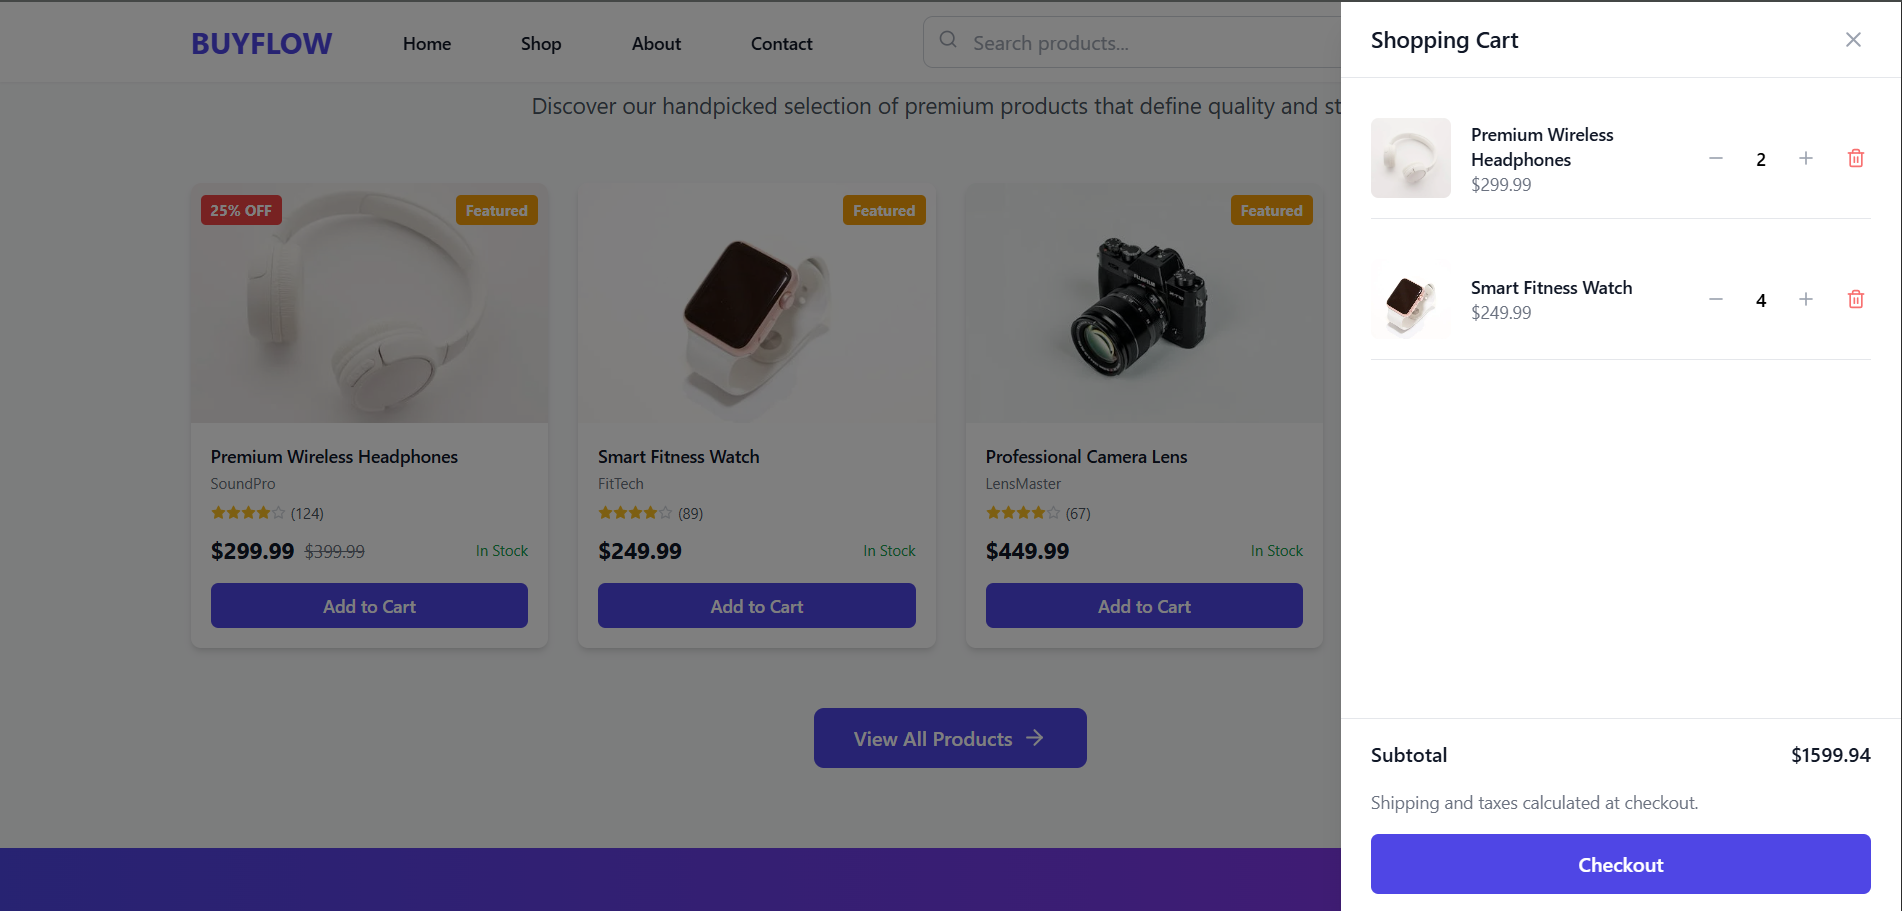 BUYFLOW
Home
Shop
About
Contact
Search products...
Discover our handpicked selection of premium products that define quality and st
25% OFF
Featured
Premium Wireless Headphones
SoundPro
(124)
$299.99 $399.99
In Stock
Add to Cart
Featured
Smart Fitness Watch
FitTech
(89)
$249.99
In Stock
Add to Cart
Featured
FUJIFILM
Professional Camera Lens
LensMaster
(67)
$449.99
In Stock
Add to Cart
View All Products
Shopping Cart
Premium Wireless
Headphones
$299.99
2
Smart Fitness Watch
$249.99
4
Subtotal
$1599.94
Shipping and taxes calculated at checkout.
Checkout